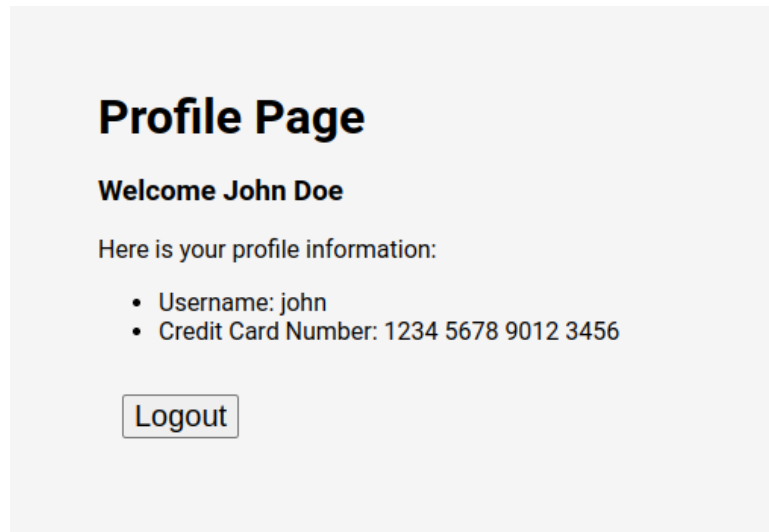 Profile Page
Welcome John Doe
Here is your profile information:
Username: john
Credit Card Number: 1234 5678 9012 3456
Logout